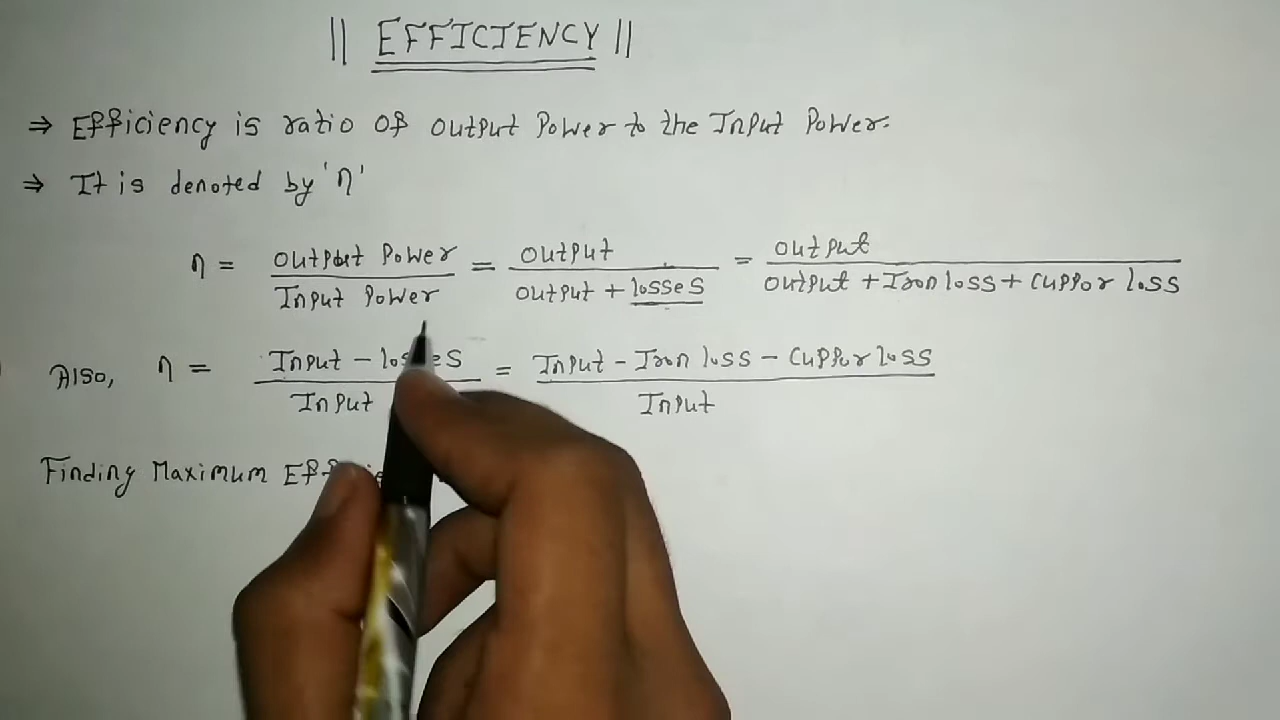 || EFFICIENCY ||
⇒ Efficiency is ratio of output Power to the Input Power.
⇒ It is denoted by 'η'
η = Output Power / Input Power = Output / Output + losses = Output / Output + Iron loss + Cuppor loss
Also, η = Input - losses / Input = Input - Iron loss - Cuppur loss / Input
Finding Maximum